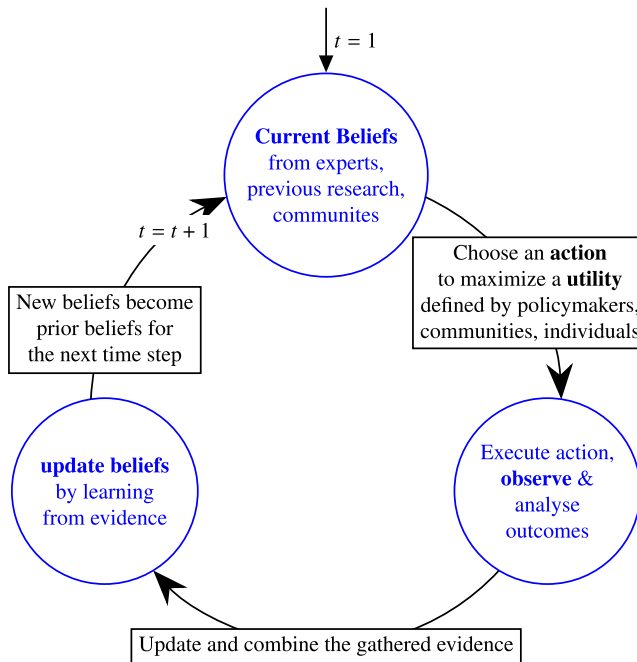 t = 1
Current Beliefs
from experts,
previous research,
communites
t = t + 1
Choose an action
to maximize a utility
defined by policymakers,
communities, individuals
New beliefs become
prior beliefs for
the next time step
update beliefs
by learning
from evidence
Execute action,
observe &
analyse
outcomes
Update and combine the gathered evidence